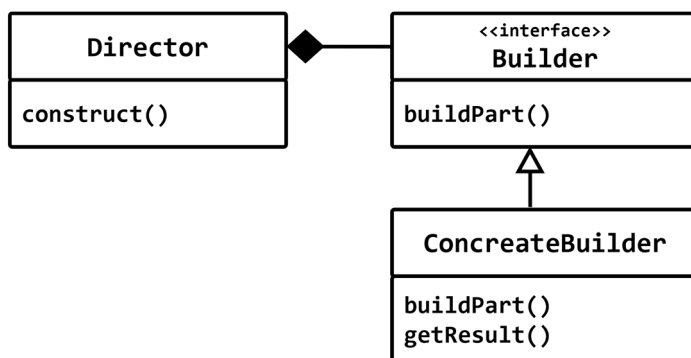 Director
construct()
<<interface>>
Builder
buildPart()
ConcreateBuilder
buildPart()
getResult()